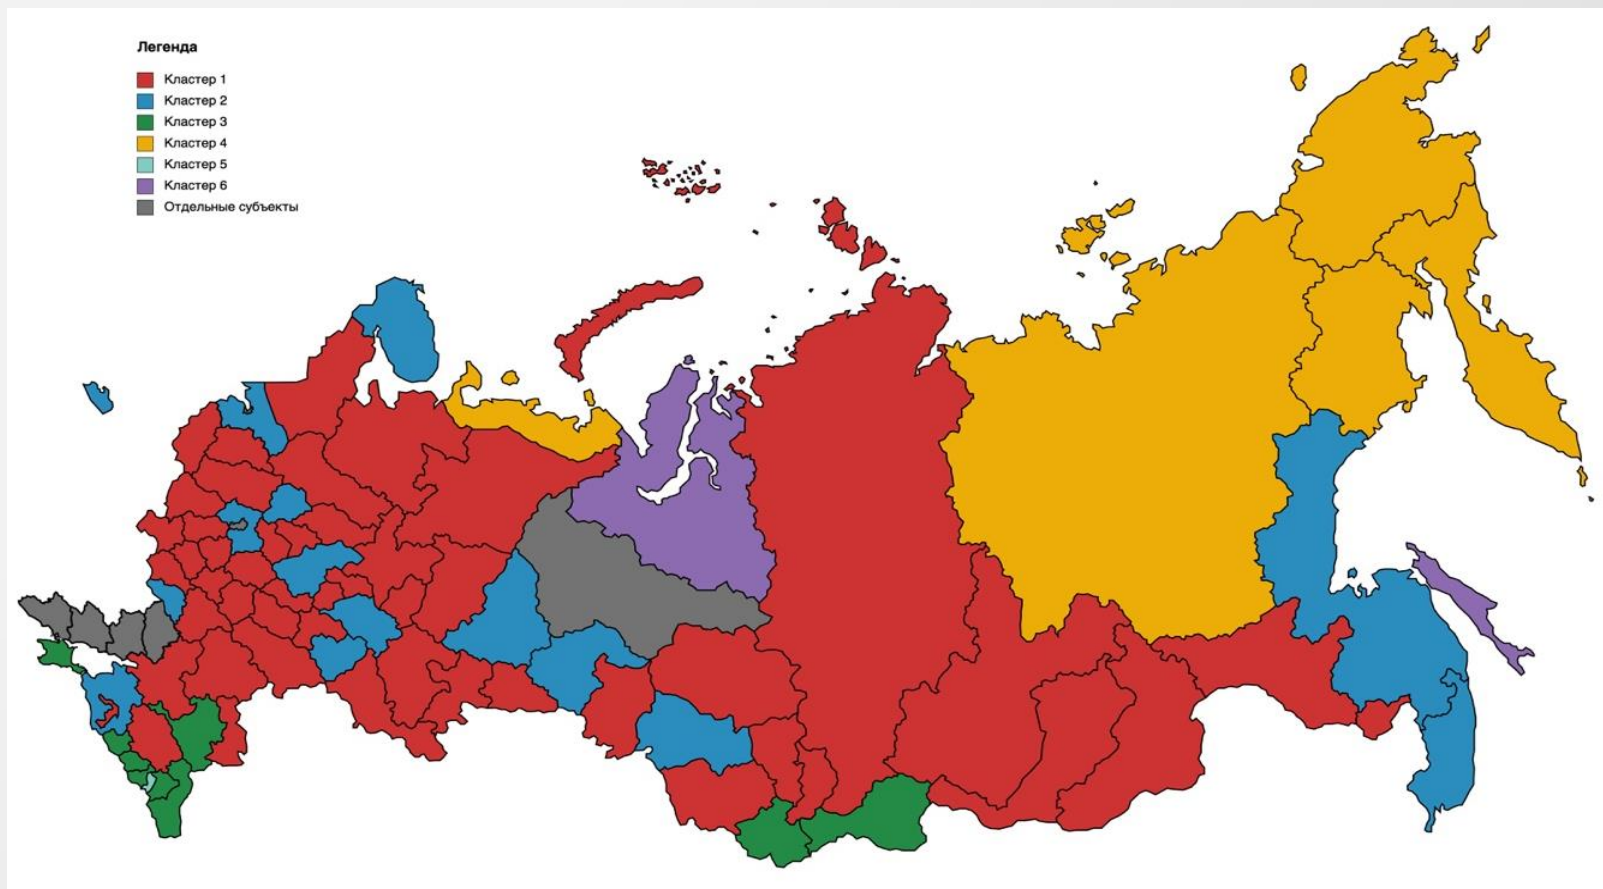 Легенда
Кластер 1
Кластер 2
Кластер 3
Кластер 4
Кластер 5
Кластер 6
Отдельные субъекты